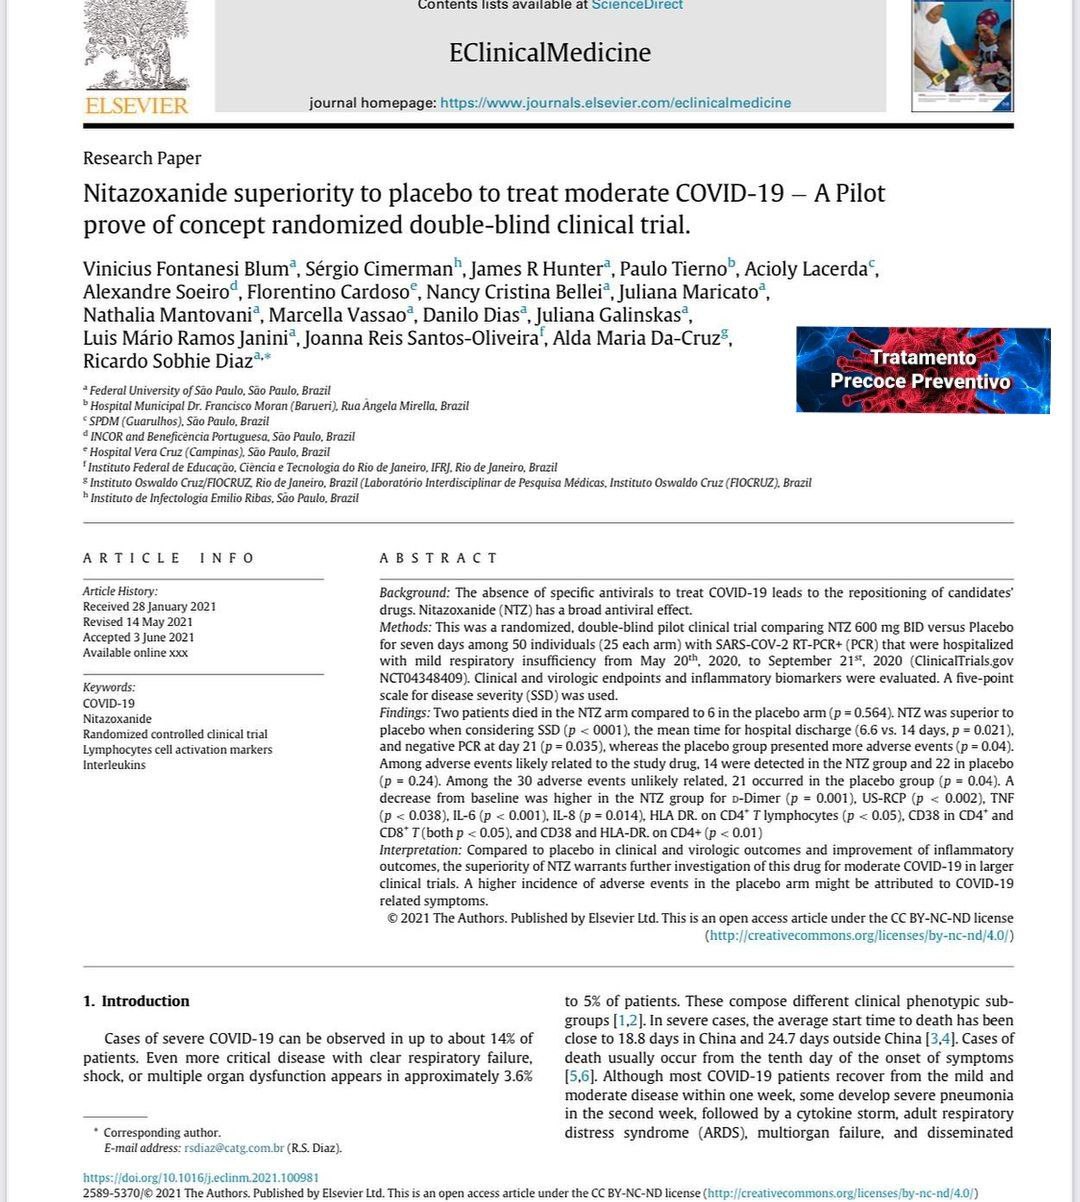 Contents lists available at ScienceDirect
EClinicalMedicine
ELSEVIER
journal homepage: https://www.journals.elsevier.com/eclinicalmedicine
Research Paper
Nitazoxanide superiority to placebo to treat moderate COVID-19 – A Pilot
prove of concept randomized double-blind clinical trial.
Vinicius Fontanesi Blum a, Sérgio Cimerman h, James R Hunter a, Paulo Tierno b, Acioly Lacerda c,
Alexandre Soeiro d, Florentino Cardoso e, Nancy Cristina Bellei a, Juliana Maricato a,
Nathalia Mantovani a, Marcella Vassao a, Danilo Dias a, Juliana Galinskas a,
Luis Mário Ramos Janini a, Joanna Reis Santos-Oliveira f, Alda Maria Da-Cruz g,
Ricardo Sobhie Diaz a,*
Tratamento
Precoce Preventivo
a Federal University of São Paulo, São Paulo, Brazil
b Hospital Municipal Dr. Francisco Moran (Barueri), Rua Ângela Mirella, Brazil
c SPDM (Guarulhos), São Paulo, Brazil
d INCOR and Beneficência Portuguesa, São Paulo, Brazil
e Hospital Vera Cruz (Campinas), São Paulo, Brazil
f Instituto Federal de Educação, Ciência e Tecnologia do Rio de Janeiro, IFRJ, Rio de Janeiro, Brazil
g Instituto Oswaldo Cruz/FIOCRUZ, Rio de Janeiro, Brazil (Laboratório Interdisciplinar de Pesquisa Médicas, Instituto Oswaldo Cruz (FIOCRUZ), Brazil
h Instituto de Infectologia Emilio Ribas, São Paulo, Brazil
ARTICLE INFO
Article History:
Received 28 January 2021
Revised 14 May 2021
Accepted 3 June 2021
Available online xxx
Keywords:
COVID-19
Nitazoxanide
Randomized controlled clinical trial
Lymphocytes cell activation markers
Interleukins
ABSTRACT
Background: The absence of specific antivirals to treat COVID-19 leads to the repositioning of candidates'
drugs. Nitazoxanide (NTZ) has a broad antiviral effect.
Methods: This was a randomized, double-blind pilot clinical trial comparing NTZ 600 mg BID versus Placebo
for seven days among 50 individuals (25 each arm) with SARS-COV-2 RT-PCR+ (PCR) that were hospitalized
with mild respiratory insufficiency from May 20th, 2020, to September 21st, 2020 (ClinicalTrials.gov
NCT04348409). Clinical and virologic endpoints and inflammatory biomarkers were evaluated. A five-point
scale for disease severity (SSD) was used.
Findings: Two patients died in the NTZ arm compared to 6 in the placebo arm (p = 0.564). NTZ was superior to
placebo when considering SSD (p < 0001), the mean time for hospital discharge (6.6 vs. 14 days, p = 0.021),
and negative PCR at day 21 (p = 0.035), whereas the placebo group presented more adverse events (p = 0.04).
Among adverse events likely related to the study drug, 14 were detected in the NTZ group and 22 in placebo
(p = 0.24). Among the 30 adverse events unlikely related, 21 occurred in the placebo group (p = 0.04). A
decrease from baseline was higher in the NTZ group for D-Dimer (p = 0.001), US-RCP (p < 0.002), TNF
(p < 0.038), IL-6 (p < 0.001), IL-8 (p = 0.014), HLA DR. on CD4+ T lymphocytes (p < 0.05), CD38 in CD4+ and
CD8+ T (both p < 0.05), and CD38 and HLA-DR. on CD4+ (p < 0.01)
Interpretation: Compared to placebo in clinical and virologic outcomes and improvement of inflammatory
outcomes, the superiority of NTZ warrants further investigation of this drug for moderate COVID-19 in larger
clinical trials. A higher incidence of adverse events in the placebo arm might be attributed to COVID-19
related symptoms.
© 2021 The Authors. Published by Elsevier Ltd. This is an open access article under the CC BY-NC-ND license
(http://creativecommons.org/licenses/by-nc-nd/4.0/)
1. Introduction
Cases of severe COVID-19 can be observed in up to about 14% of
patients. Even more critical disease with clear respiratory failure,
shock, or multiple organ dysfunction appears in approximately 3.6%
to 5% of patients. These compose different clinical phenotypic sub-
groups [1,2]. In severe cases, the average start time to death has been
close to 18.8 days in China and 24.7 days outside China [3,4]. Cases of
death usually occur from the tenth day of the onset of symptoms
[5,6]. Although most COVID-19 patients recover from the mild and
moderate disease within one week, some develop severe pneumonia
in the second week, followed by a cytokine storm, adult respiratory
distress syndrome (ARDS), multiorgan failure, and disseminated
* Corresponding author.
E-mail address: rsdiaz@catg.com.br (R.S. Diaz).
https://doi.org/10.1016/j.eclinm.2021.100981
2589-5370/© 2021 The Authors. Published by Elsevier Ltd. This is an open access article under the CC BY-NC-ND license (http://creativecommons.org/licenses/by-nc-nd/4.0/)